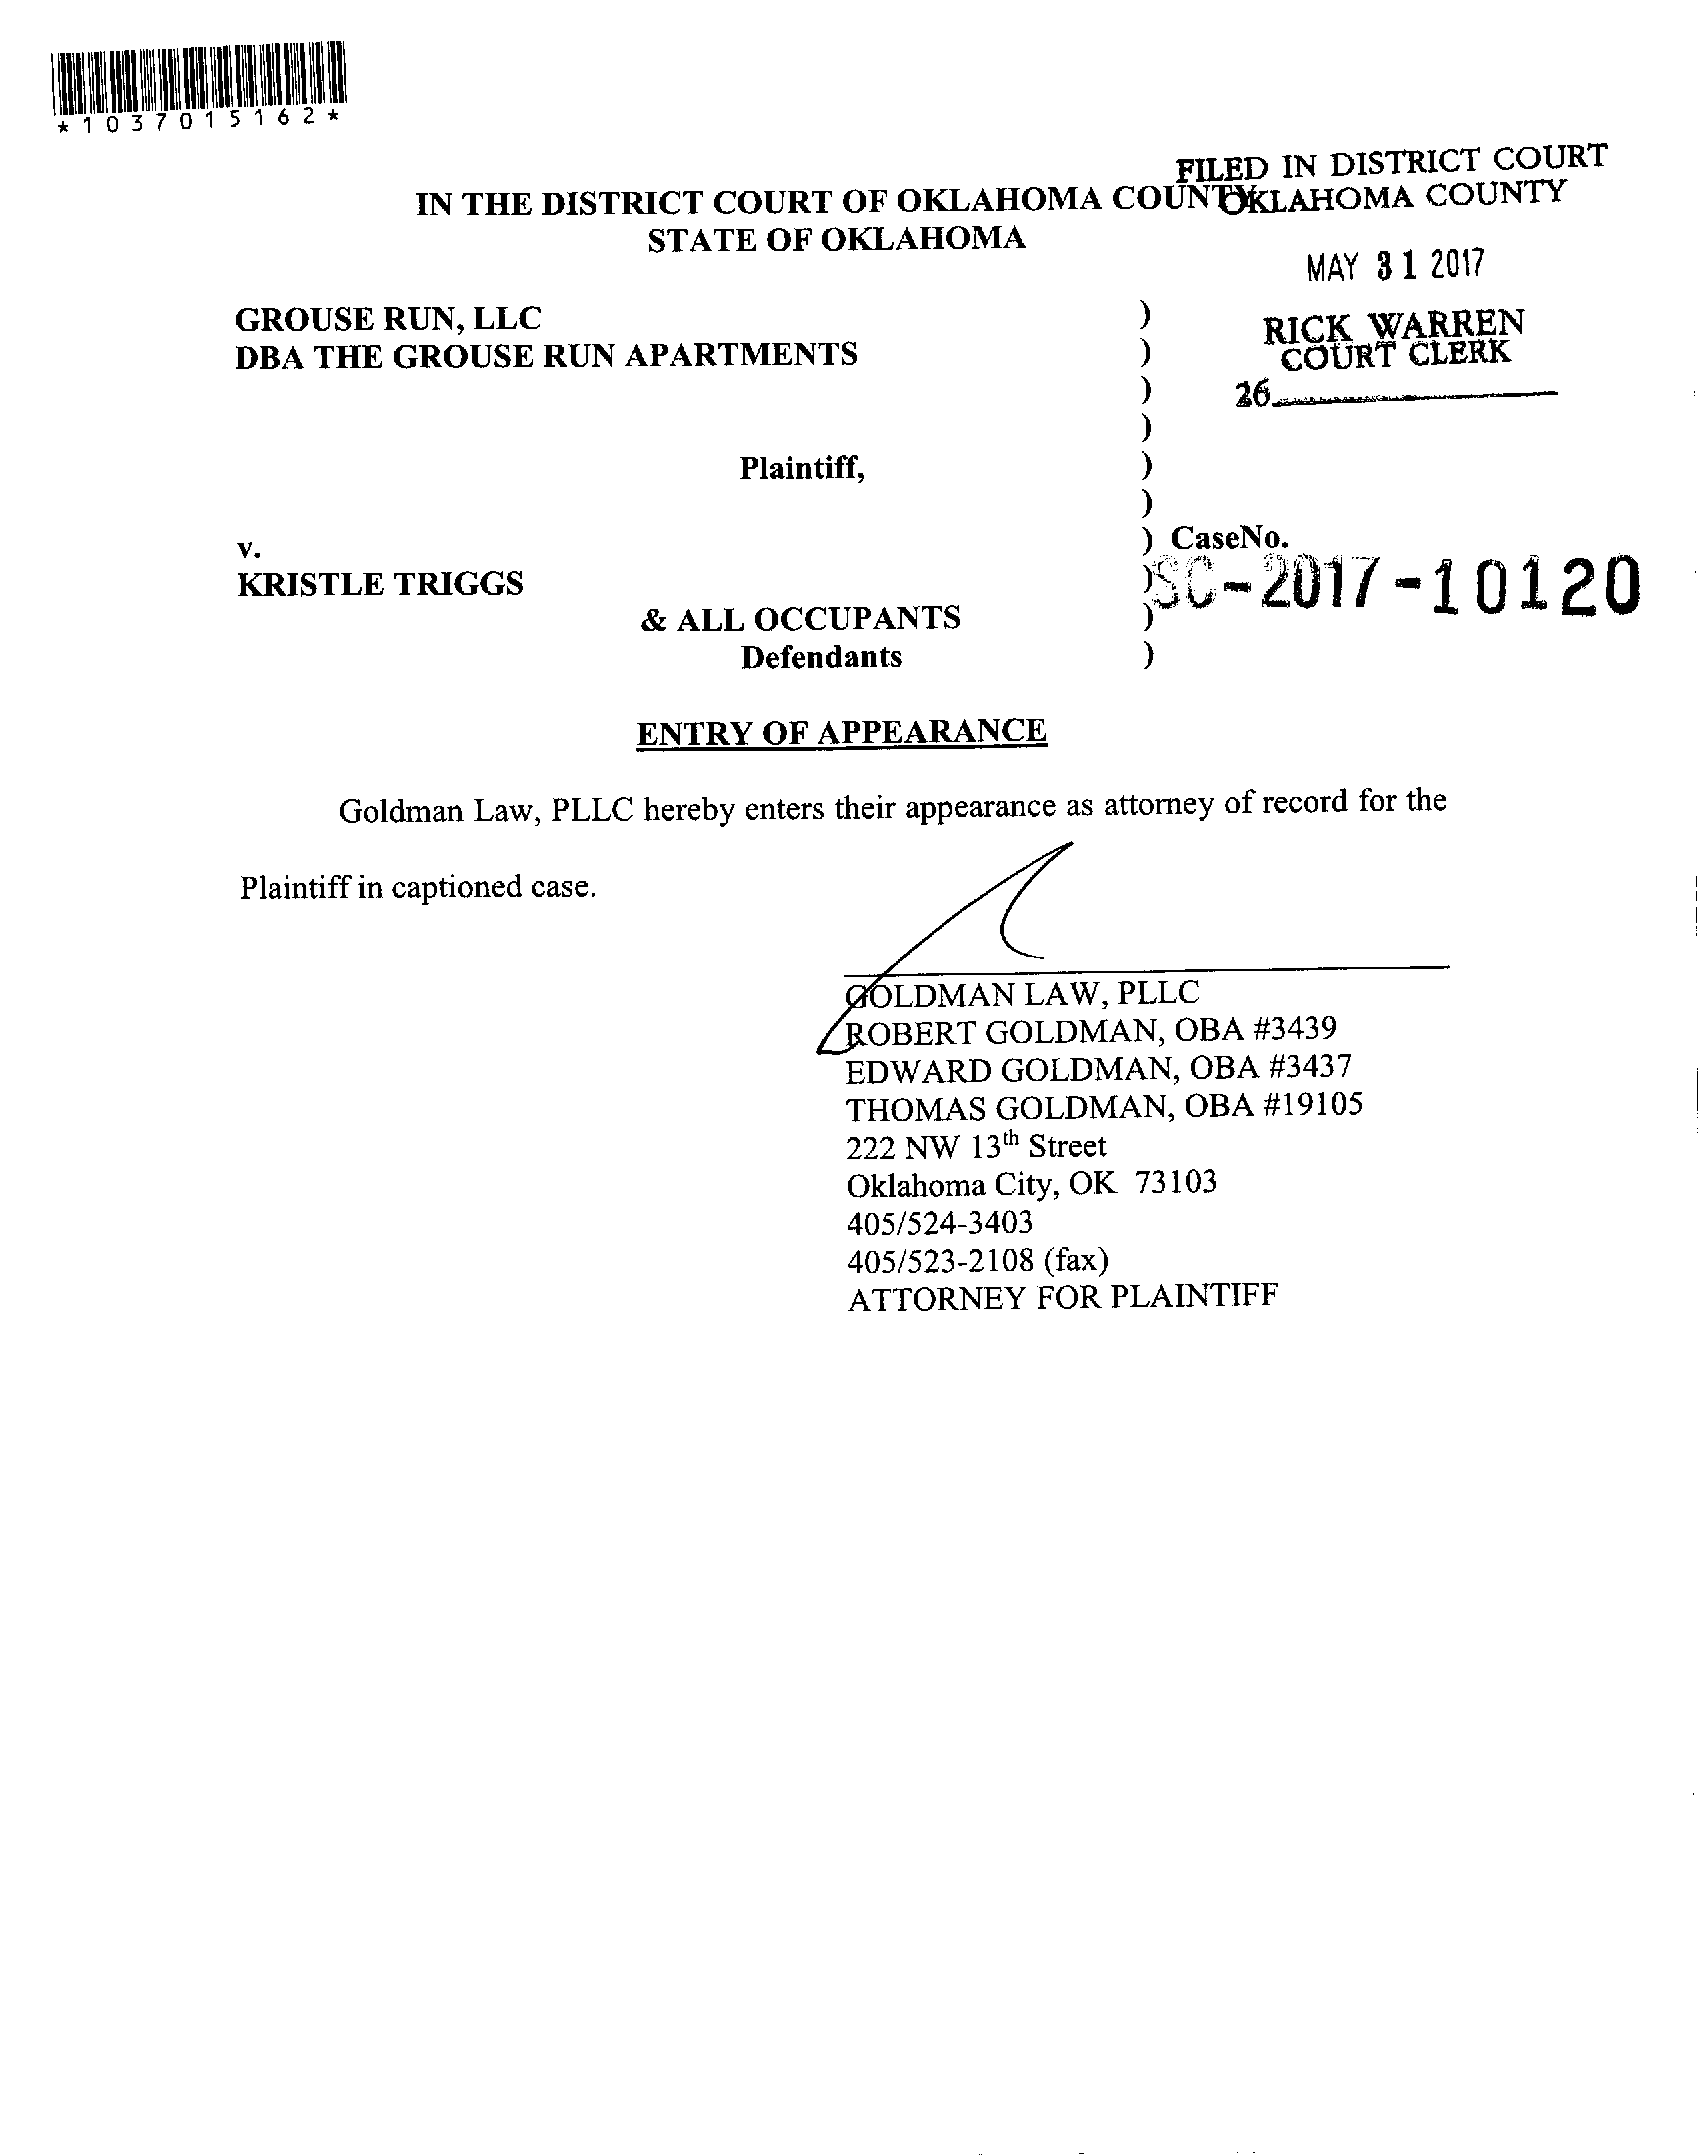 *1037015162*
FILED IN DISTRICT COURT
OKLAHOMA COUNTY
IN THE DISTRICT COURT OF OKLAHOMA COUNTY
STATE OF OKLAHOMA
MAY 31 2017
RICK WARREN
COURT CLERK
26
GROUSE RUN, LLC )
DBA THE GROUSE RUN APARTMENTS )
)
)
Plaintiff, )
)
v. ) CaseNo.
KRISTLE TRIGGS ) SC-2017-10120
& ALL OCCUPANTS )
Defendants )
ENTRY OF APPEARANCE
Goldman Law, PLLC hereby enters their appearance as attorney of record for the
Plaintiff in captioned case.
GOLDMAN LAW, PLLC
ROBERT GOLDMAN, OBA #3439
EDWARD GOLDMAN, OBA #3437
THOMAS GOLDMAN, OBA #19105
222 NW 13th Street
Oklahoma City, OK 73103
405/524-3403
405/523-2108 (fax)
ATTORNEY FOR PLAINTIFF